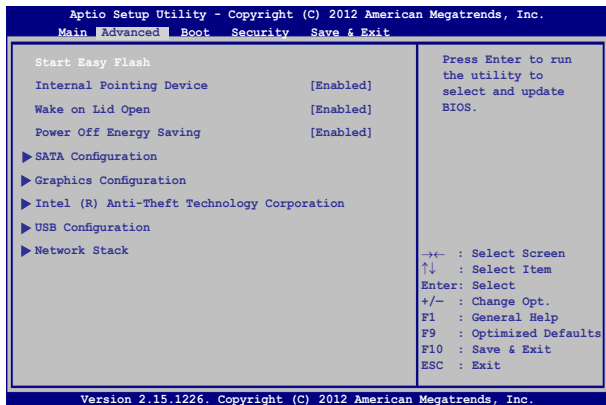 Aptio Setup Utility - Copyright (C) 2012 American Megatrends, Inc.
Main Advanced Boot Security Save & Exit
Start Easy Flash
Internal Pointing Device [Enabled]
Wake on Lid Open [Enabled]
Power Off Energy Saving [Enabled]
SATA Configuration
Graphics Configuration
Intel (R) Anti-Theft Technology Corporation
USB Configuration
Network Stack
Press Enter to run
the utility to
select and update
BIOS.
→← : Select Screen
↑↓ : Select Item
Enter: Select
+/— : Change Opt.
F1 : General Help
F9 : Optimized Defaults
F10 : Save & Exit
ESC : Exit
Version 2.15.1226. Copyright (C) 2012 American Megatrends, Inc.